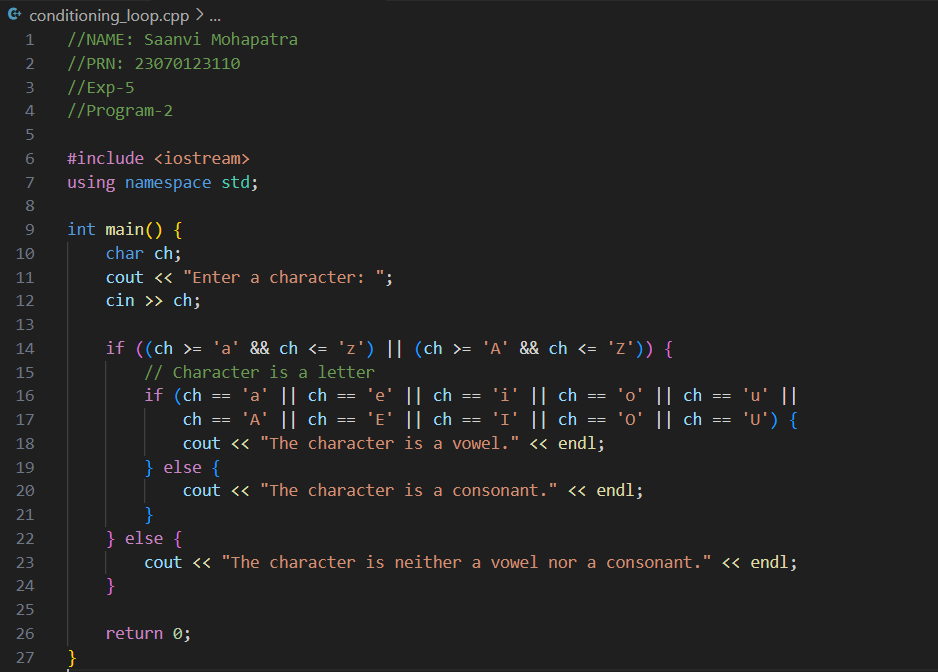 conditioning_loop.cpp > ...
1 //NAME: Saanvi Mohapatra
2 //PRN: 23070123110
3 //Exp-5
4 //Program-2
5
6 #include <iostream>
7 using namespace std;
8
9 int main() {
10     char ch;
11     cout << "Enter a character: ";
12     cin >> ch;
13
14     if ((ch >= 'a' && ch <= 'z') || (ch >= 'A' && ch <= 'Z')) {
15         // Character is a letter
16         if (ch == 'a' || ch == 'e' || ch == 'i' || ch == 'o' || ch == 'u' ||
17             ch == 'A' || ch == 'E' || ch == 'I' || ch == 'O' || ch == 'U') {
18             cout << "The character is a vowel." << endl;
19         } else {
20             cout << "The character is a consonant." << endl;
21         }
22     } else {
23         cout << "The character is neither a vowel nor a consonant." << endl;
24     }
25
26     return 0;
27 }